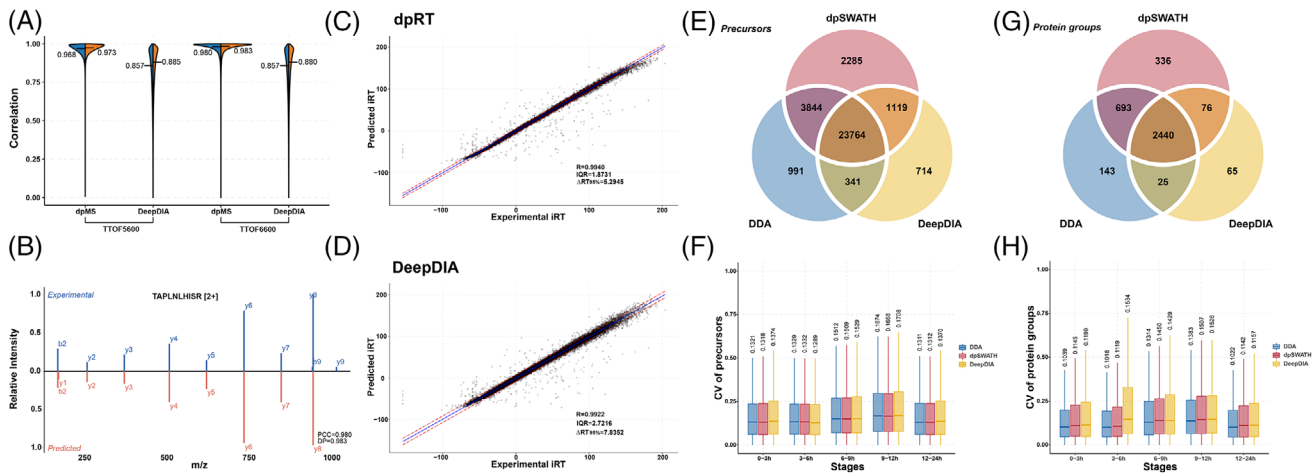 (A)
Correlation
1.00
0.75
0.50
0.25
0.00
0.968
0.973
0.857
0.885
0.980
0.983
0.857
0.880
dpMS
DeepDIA
dpMS
DeepDIA
TTOF5600
TTOF6600
(B)
Relative Intensity
1.0
0.5
0.0
0.5
1.0
Experimental
TAPLNLHISR [2+]
b2
y2
y3
y4
y5
y6
y7
y8
b9
y9
y1
b2
y2
y3
y4
y5
y6
y7
y8
PCC=0.980
DP=0.983
Predicted
250
500
750
1000
m/z
(C)
dpRT
Predicted iRT
200
100
0
−100
R=0.9940
IQR=1.8731
ΔRT95%=5.2945
−100
0
100
200
Experimental iRT
(D)
DeepDIA
Predicted iRT
200
100
0
−100
R=0.9922
IQR=2.7216
ΔRT95%=7.8352
−100
0
100
200
Experimental iRT
(E)
Precursors
dpSWATH
2285
3844
1119
23764
991
714
341
DDA
DeepDIA
(F)
CV of precursors
1.00
0.75
0.50
0.25
0.00
0.1321
0.1318
0.1374
0.1329
0.1332
0.1289
0.1512
0.1509
0.1529
0.1674
0.1668
0.1708
0.1311
0.1312
0.1370
DDA
dpSWATH
DeepDIA
0−3h
3−6h
6−9h
9−12h
12−24h
Stages
(G)
Protein groups
dpSWATH
336
693
76
2440
143
65
25
DDA
DeepDIA
(H)
CV of protein groups
1.00
0.75
0.50
0.25
0.00
0.1145
0.1199
0.1119
0.1534
0.1314
0.1450
0.1429
0.1383
0.1526
0.1022
0.1142
0.1157
DDA
dpSWATH
DeepDIA
0−3h
3−6h
6−9h
9−12h
12−24h
Stages